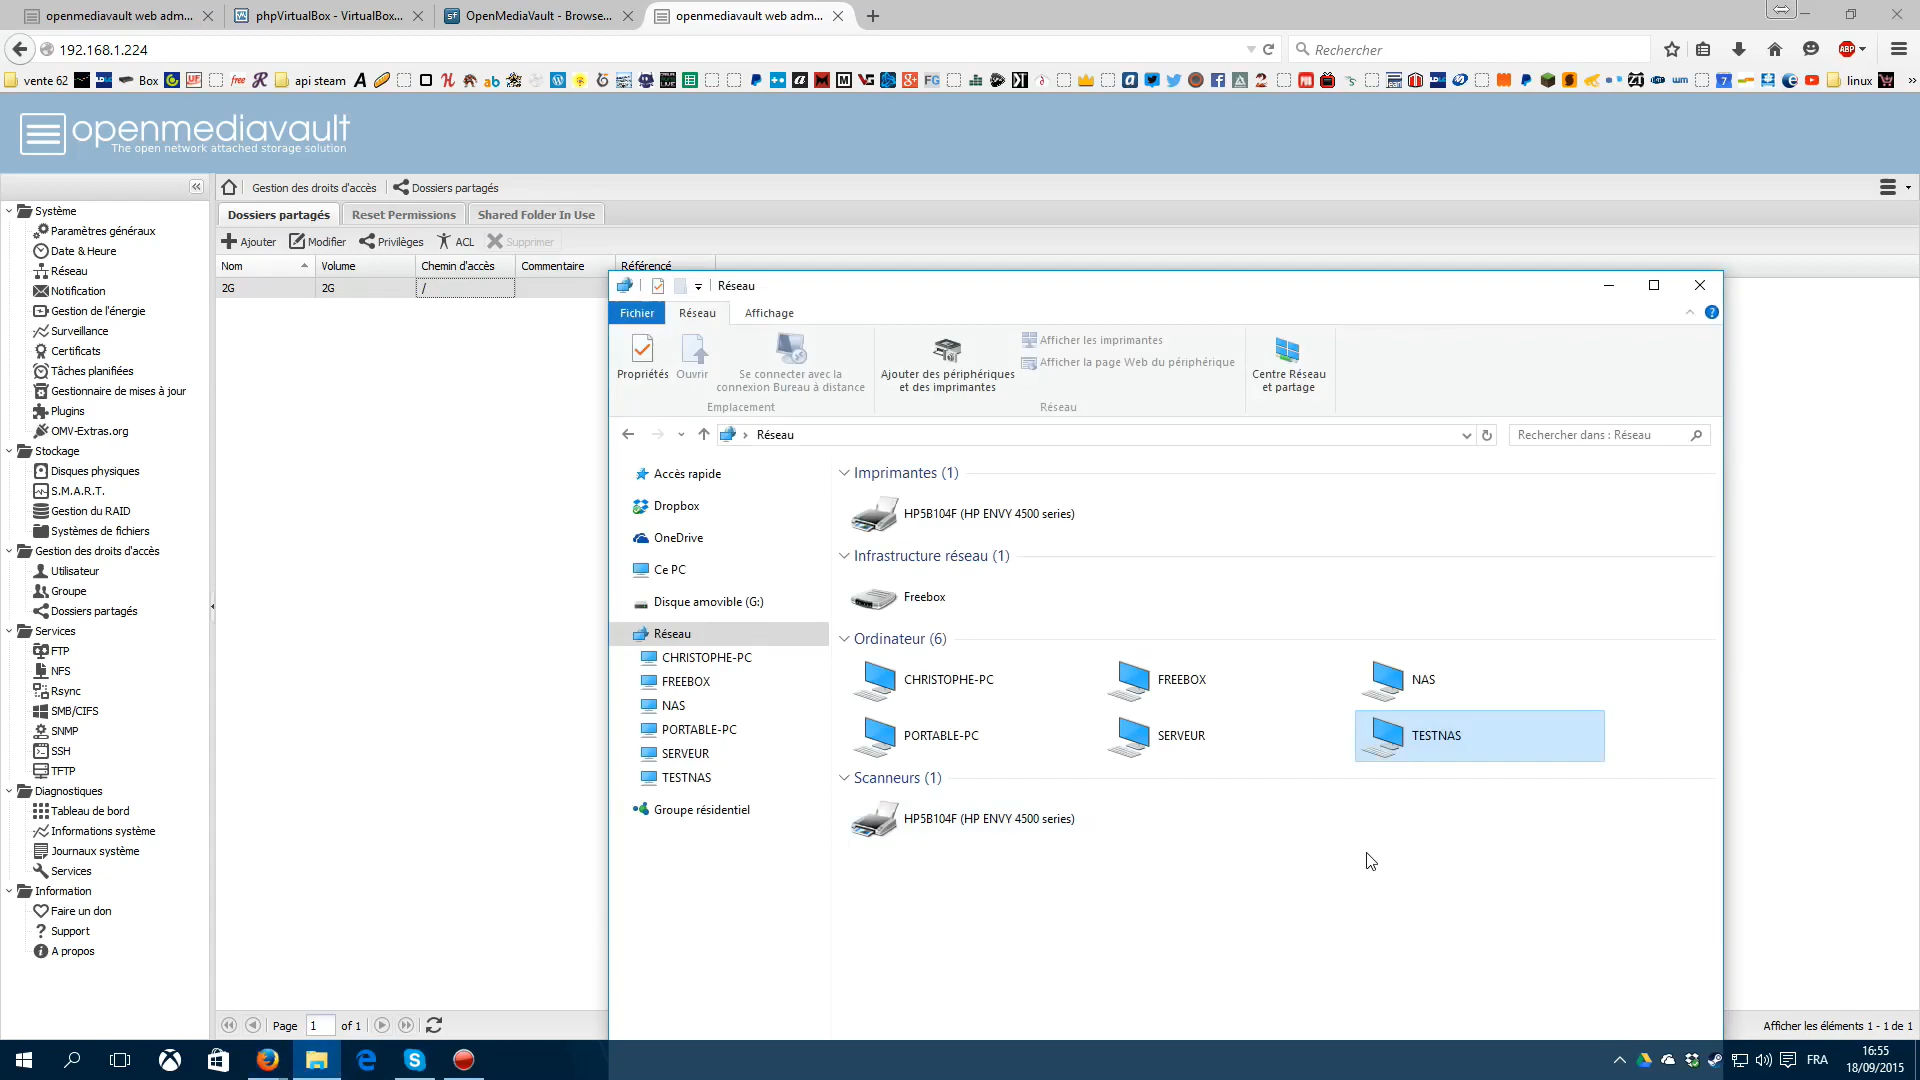 openmediavault web adm...
phpVirtualBox - VirtualBox...
OpenMediaVault - Browse...
openmediavault web adm...
192.168.1.224
Rechercher
vente 62
Box
free
api steam
linux
openmediavault
The open network attached storage solution
Système
Paramètres généraux
Date & Heure
Réseau
Notification
Gestion de l'énergie
Surveillance
Certificats
Tâches planifiées
Gestionnaire de mises à jour
Plugins
OMV-Extras.org
Stockage
Disques physiques
S.M.A.R.T.
Gestion du RAID
Systèmes de fichiers
Gestion des droits d'accès
Utilisateur
Groupe
Dossiers partagés
Services
FTP
NFS
Rsync
SMB/CIFS
SNMP
SSH
TFTP
Diagnostiques
Tableau de bord
Informations système
Journaux système
Services
Information
Faire un don
Support
A propos
Gestion des droits d'accès
Dossiers partagés
Dossiers partagés
Reset Permissions
Shared Folder In Use
Ajouter
Modifier
Privilèges
ACL
Supprimer
Nom
Volume
Chemin d'accès
Commentaire
Référencé
2G
2G
/
Réseau
Fichier
Réseau
Affichage
Propriétés
Ouvrir
Se connecter avec la
connexion Bureau à distance
Emplacement
Ajouter des périphériques
et des imprimantes
Afficher les imprimantes
Afficher la page Web du périphérique
Réseau
Centre Réseau
et partage
Réseau
Rechercher dans : Réseau
Accès rapide
Dropbox
OneDrive
Ce PC
Disque amovible (G:)
Réseau
CHRISTOPHE-PC
FREEBOX
NAS
PORTABLE-PC
SERVEUR
TESTNAS
Groupe résidentiel
Imprimantes (1)
HP5B104F (HP ENVY 4500 series)
Infrastructure réseau (1)
Freebox
Ordinateur (6)
CHRISTOPHE-PC
FREEBOX
NAS
PORTABLE-PC
SERVEUR
TESTNAS
Scanneurs (1)
HP5B104F (HP ENVY 4500 series)
Page
1
of 1
Afficher les éléments 1 - 1 de 1
FRA
16:55
18/09/2015